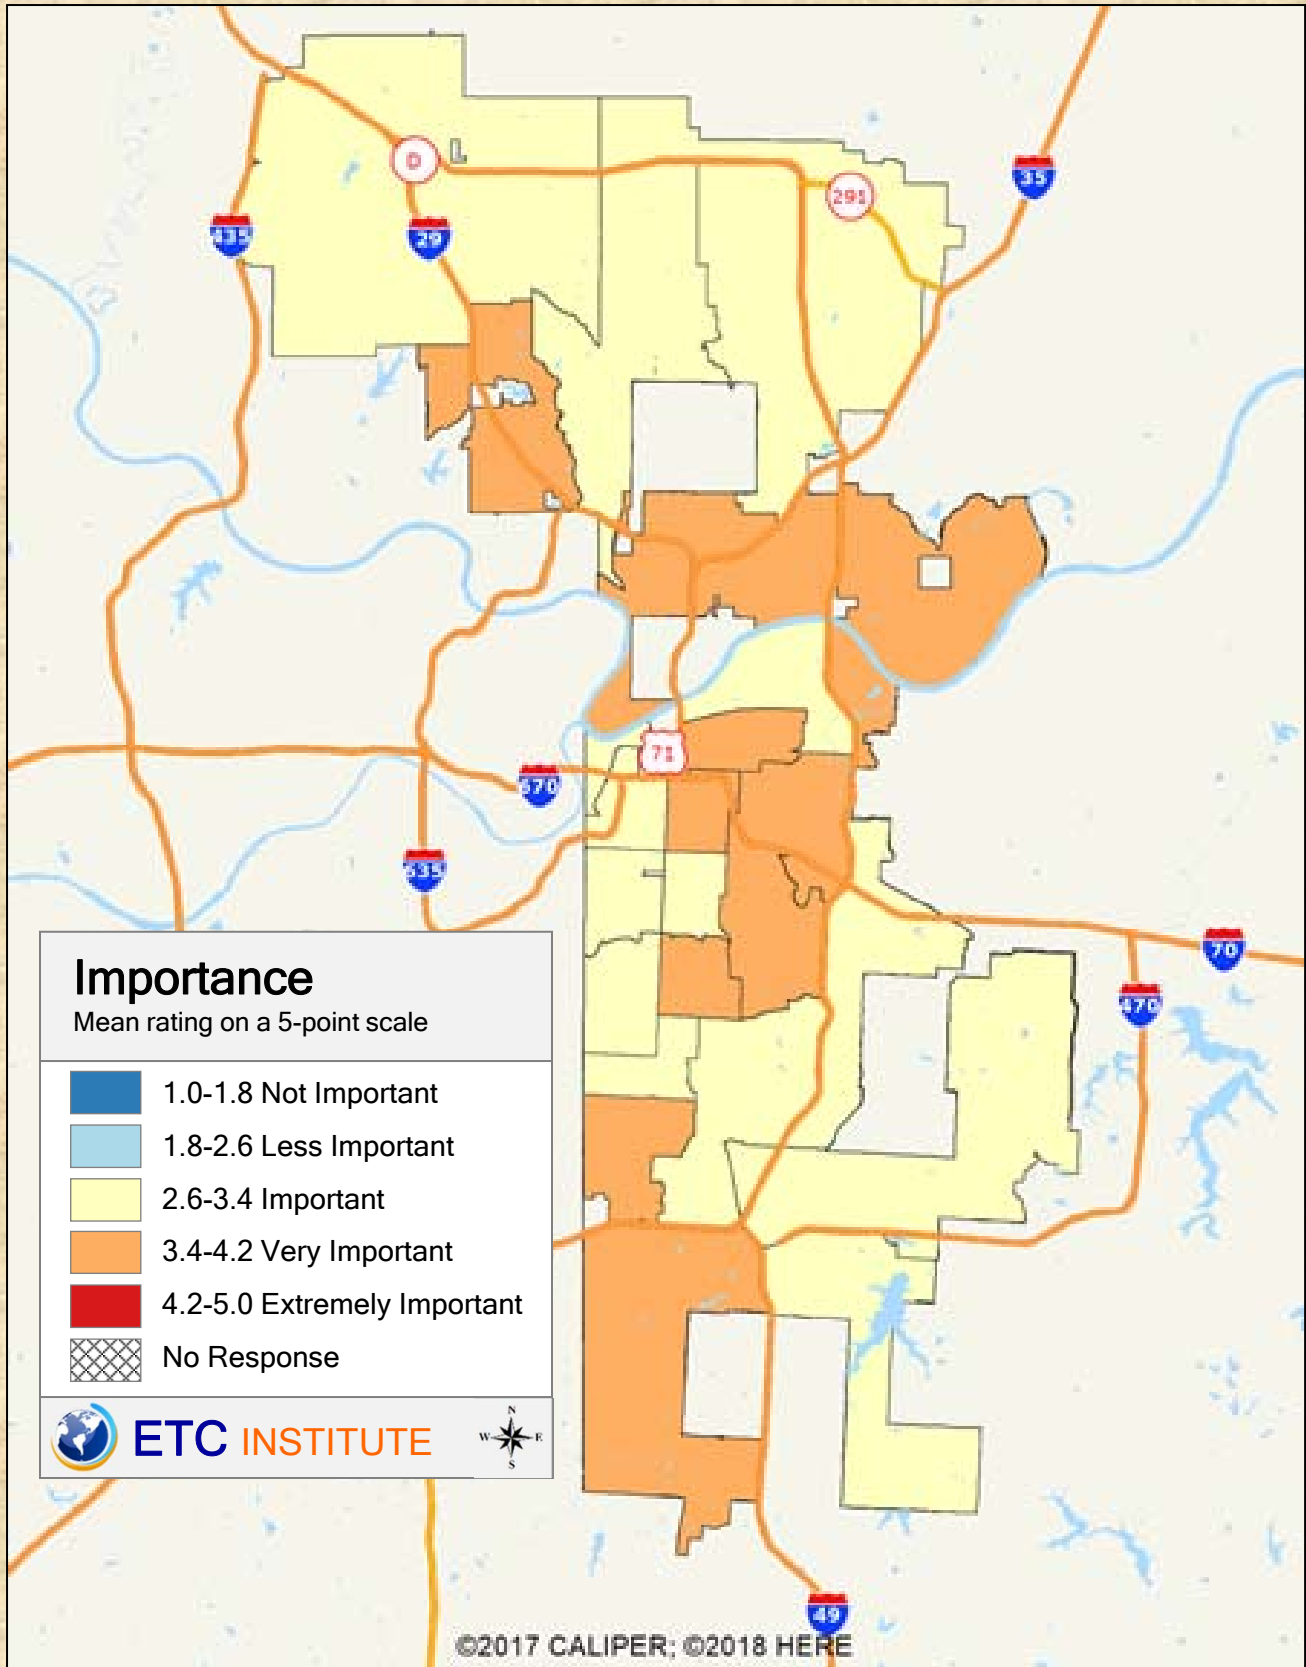 D
291
35
435
29
71
670
635
70
470
Importance
Mean rating on a 5-point scale
1.0-1.8 Not Important
1.8-2.6 Less Important
2.6-3.4 Important
3.4-4.2 Very Important
4.2-5.0 Extremely Important
No Response
ETC INSTITUTE
N
W E
S
49
©2017 CALIPER; ©2018 HERE